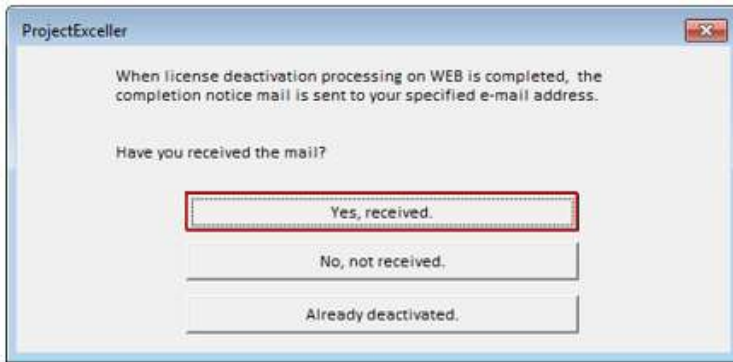 ProjectExceller
When license deactivation processing on WEB is completed, the
completion notice mail is sent to your specified e-mail address.
Have you received the mail?
Yes, received.
No, not received.
Already deactivated.